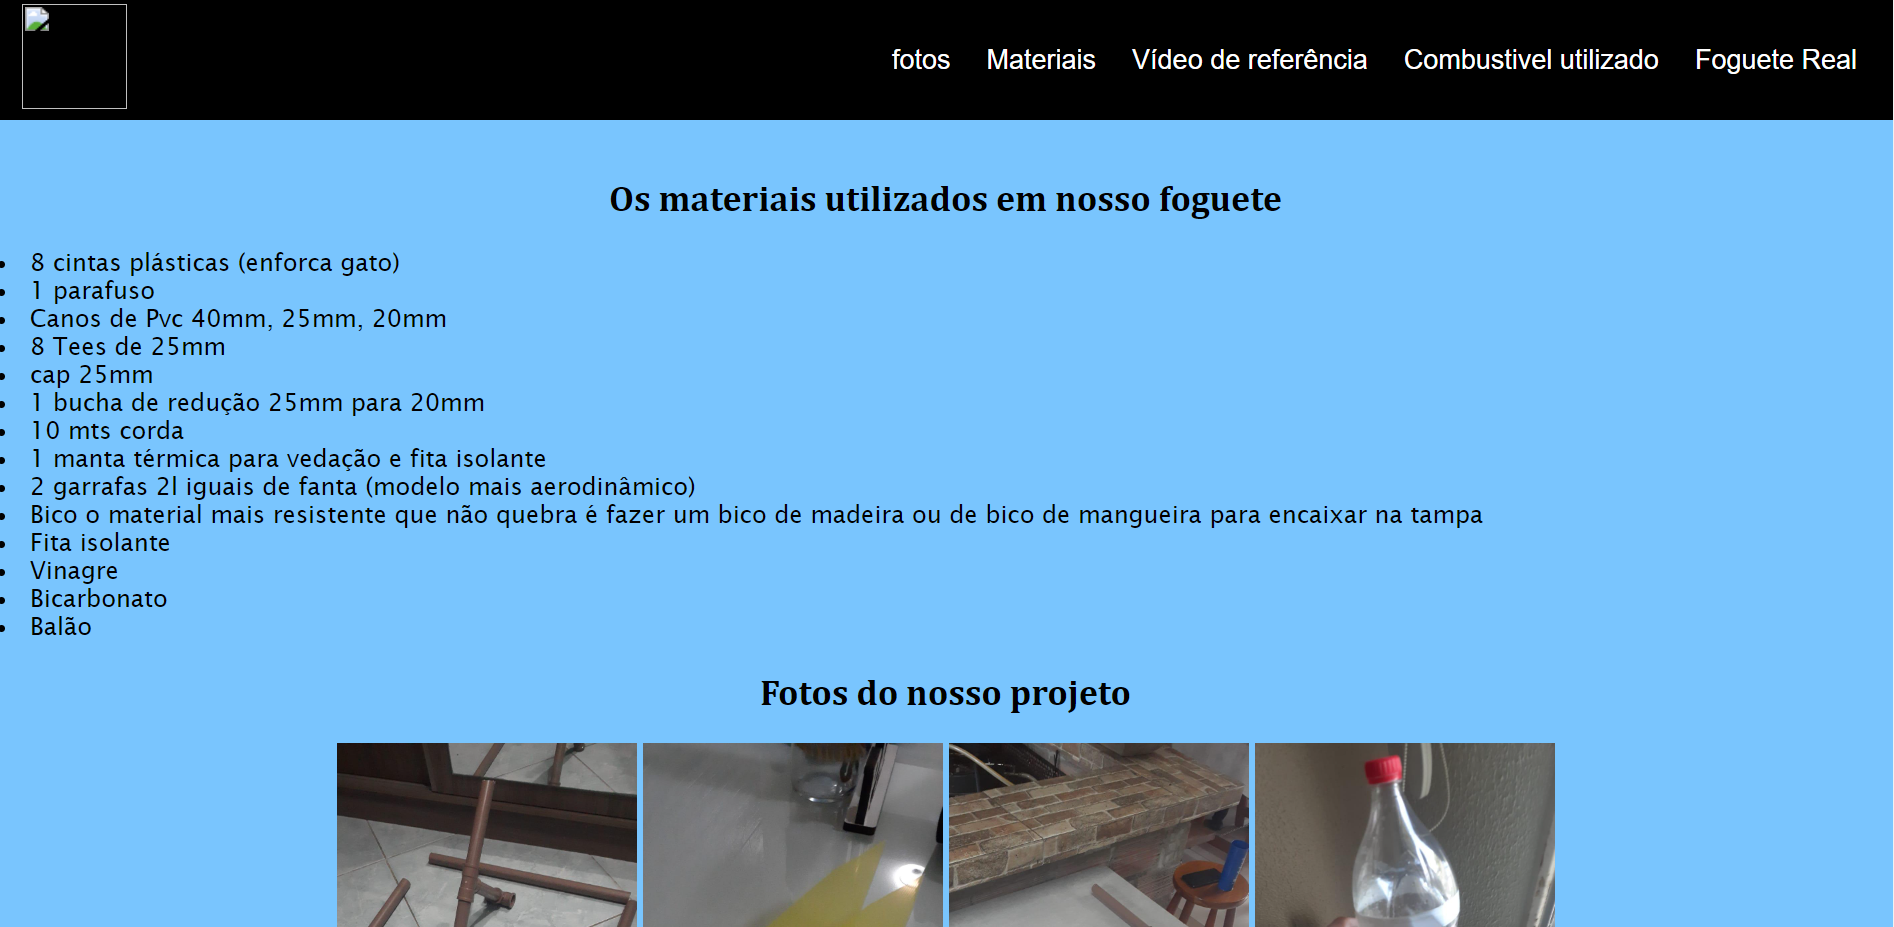 fotos Materiais Vídeo de referência Combustivel utilizado Foguete Real
Os materiais utilizados em nosso foguete
8 cintas plásticas (enforca gato)
1 parafuso
Canos de Pvc 40mm, 25mm, 20mm
8 Tees de 25mm
cap 25mm
1 bucha de redução 25mm para 20mm
10 mts corda
1 manta térmica para vedação e fita isolante
2 garrafas 2l iguais de fanta (modelo mais aerodinâmico)
Bico o material mais resistente que não quebra é fazer um bico de madeira ou de bico de mangueira para encaixar na tampa
Fita isolante
Vinagre
Bicarbonato
Balão
Fotos do nosso projeto